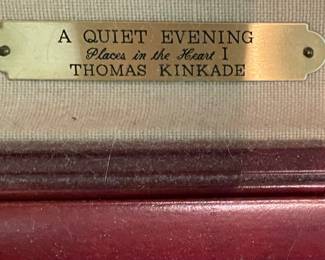 A QUIET EVENING
Places in the Heart I
THOMAS KINKADE